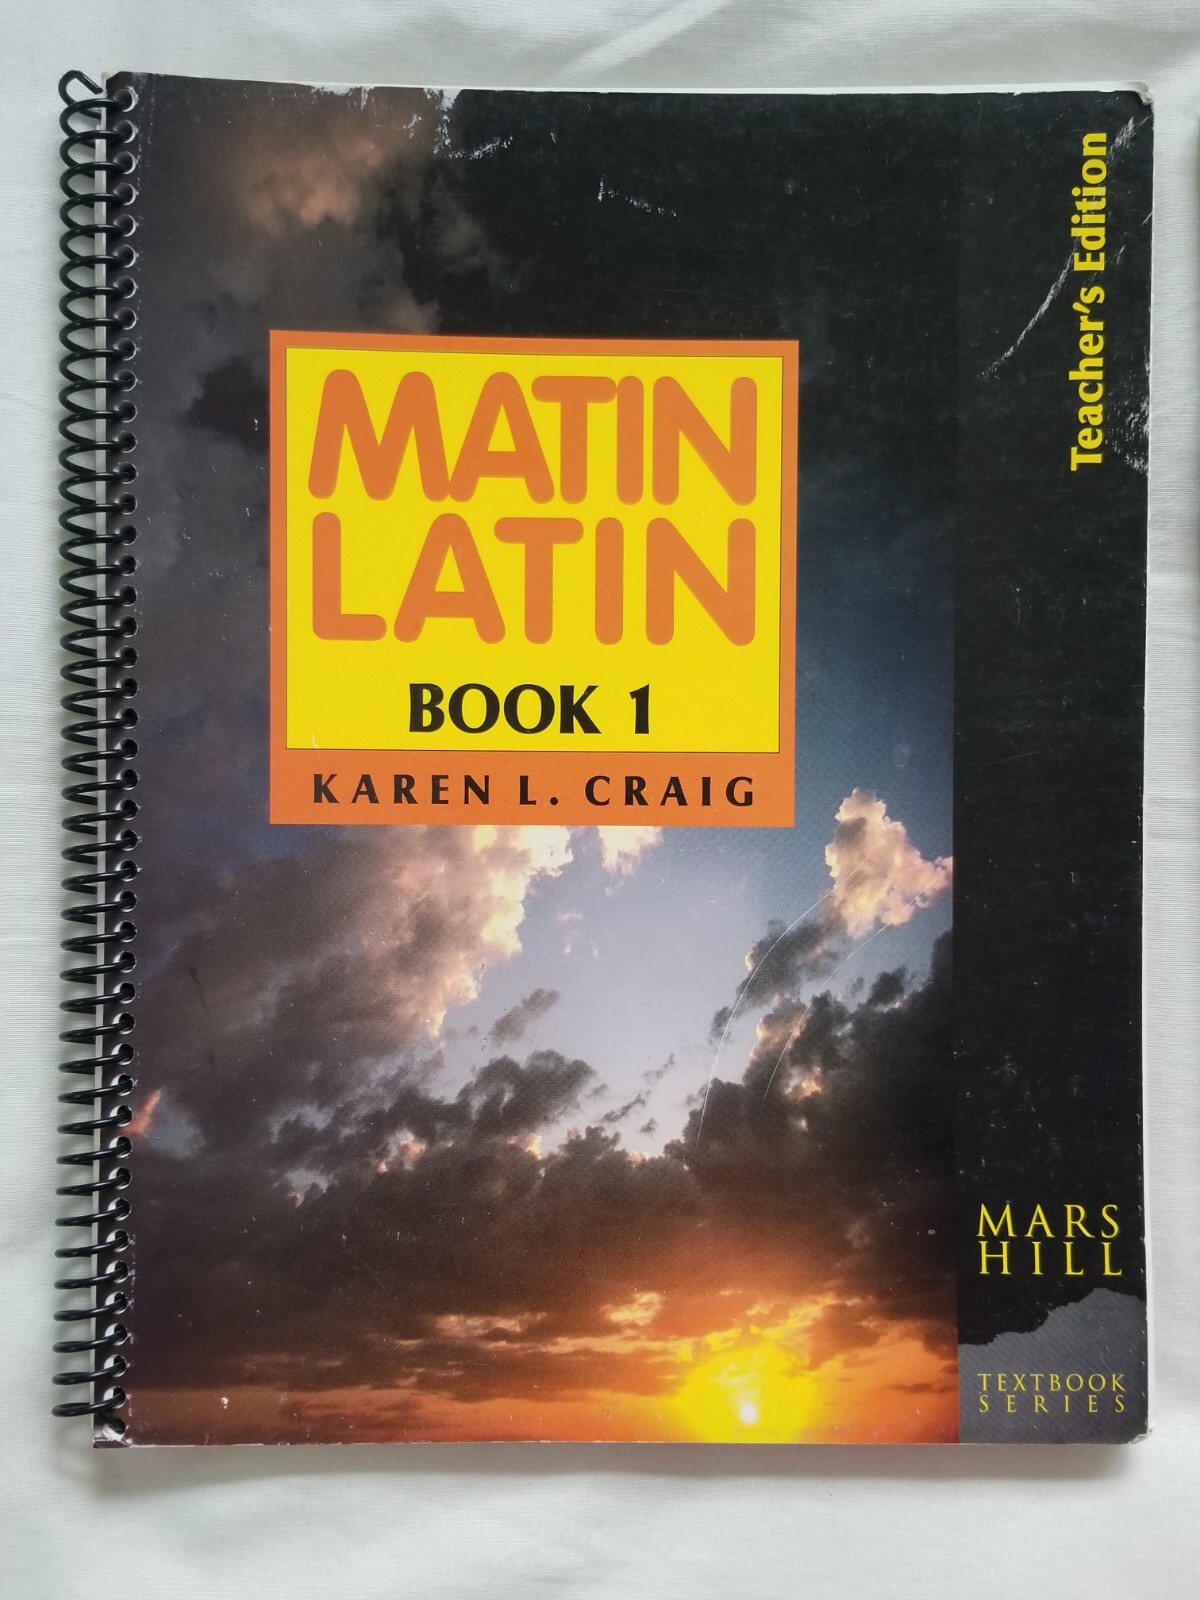 Teacher's Edition
MATIN
LATIN
BOOK 1
KAREN L. CRAIG
MARS
HILL
TEXTBOOK
SERIES